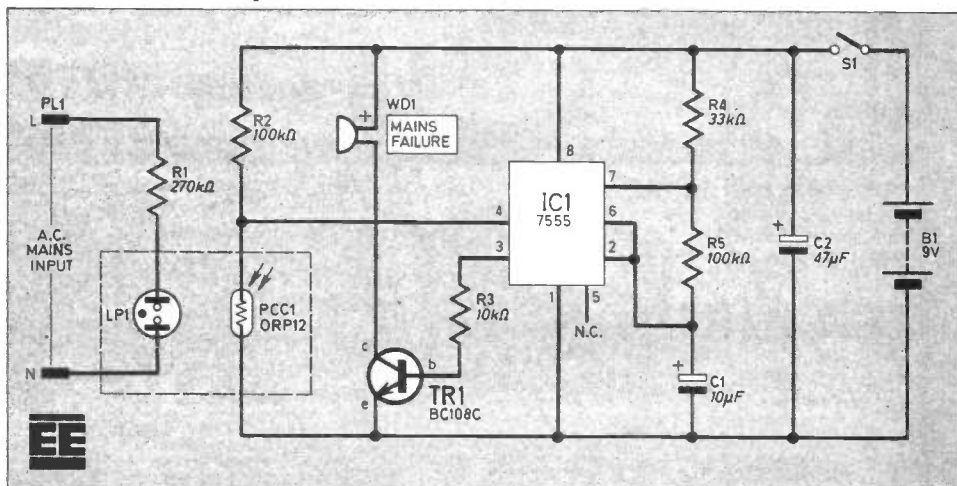 PL1
L
R1
270kΩ
A.C.
MAINS
INPUT
LP1
N
R2
100kΩ
PCC1
ORP12
WD1
+
MAINS
FAILURE
c
b
e
TR1
BC108C
R3
10kΩ
IC1
7555
8
7
6
2
4
3
1
5
N.C.
R4
33kΩ
R5
100kΩ
+
C1
10µF
+
C2
47µF
S1
B1
9V
EE